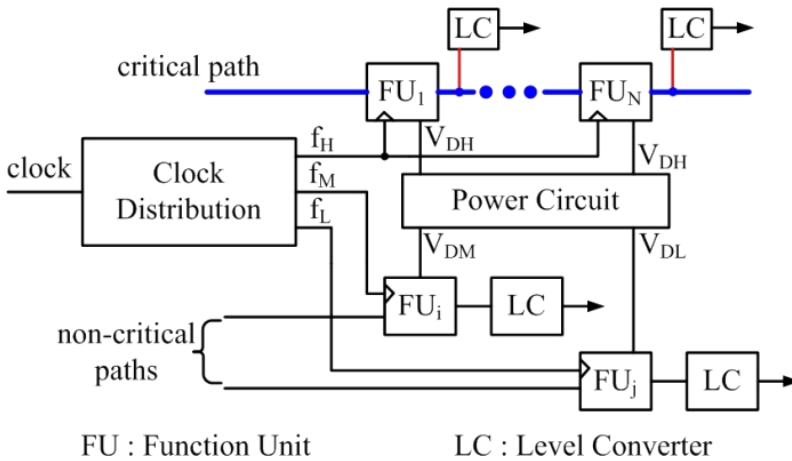 LC
LC
critical path
FU1
FUN
fH
VDH
VDH
clock
Clock
Distribution
fM
fL
Power Circuit
VDM
VDL
FUi
LC
non-critical
paths
FUj
LC
FU : Function Unit
LC : Level Converter